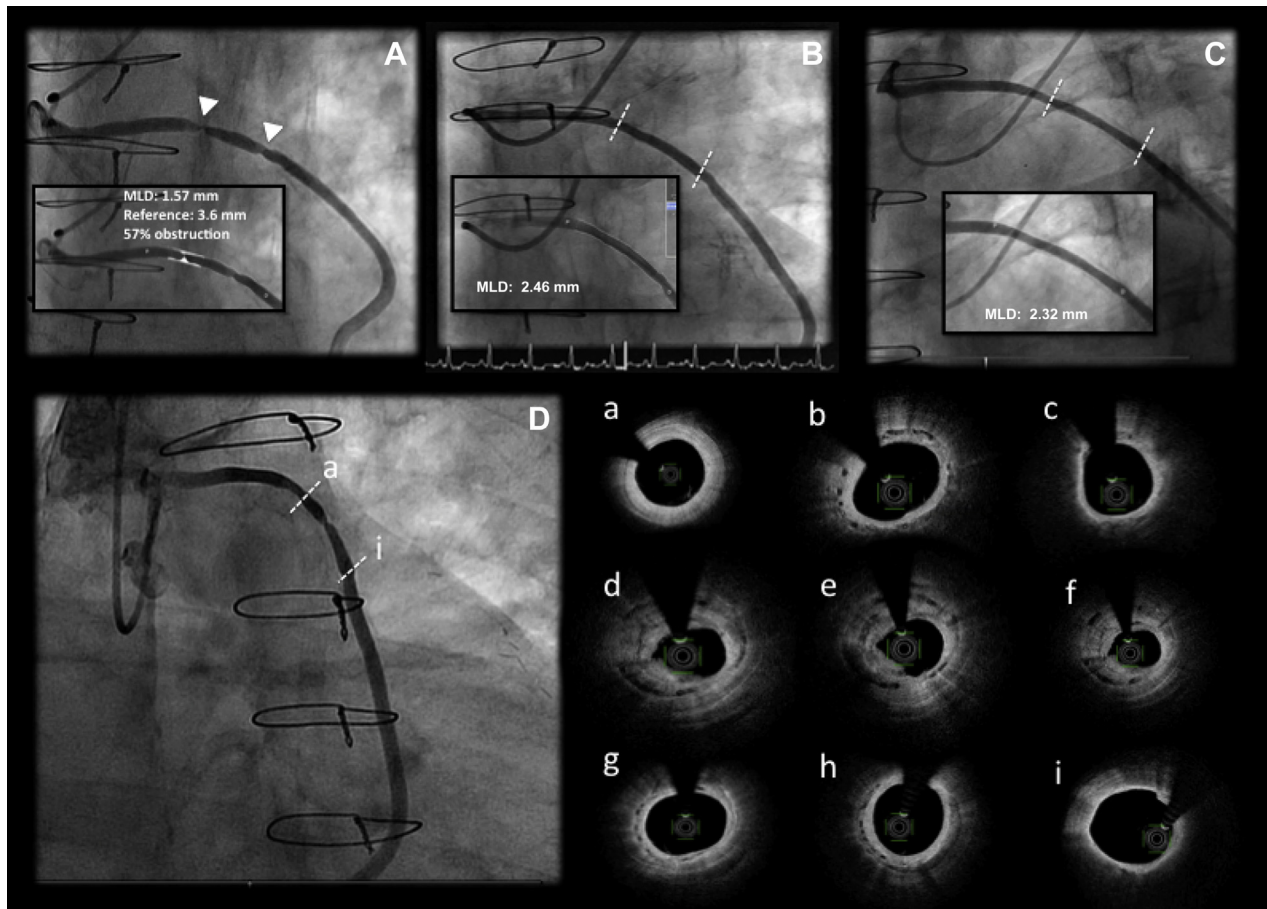 A
B
C
MLD: 1.57 mm
Reference: 3.6 mm
57% obstruction
MLD: 2.46 mm
MLD: 2.32 mm
D
a
i
a
b
c
d
e
f
g
h
i